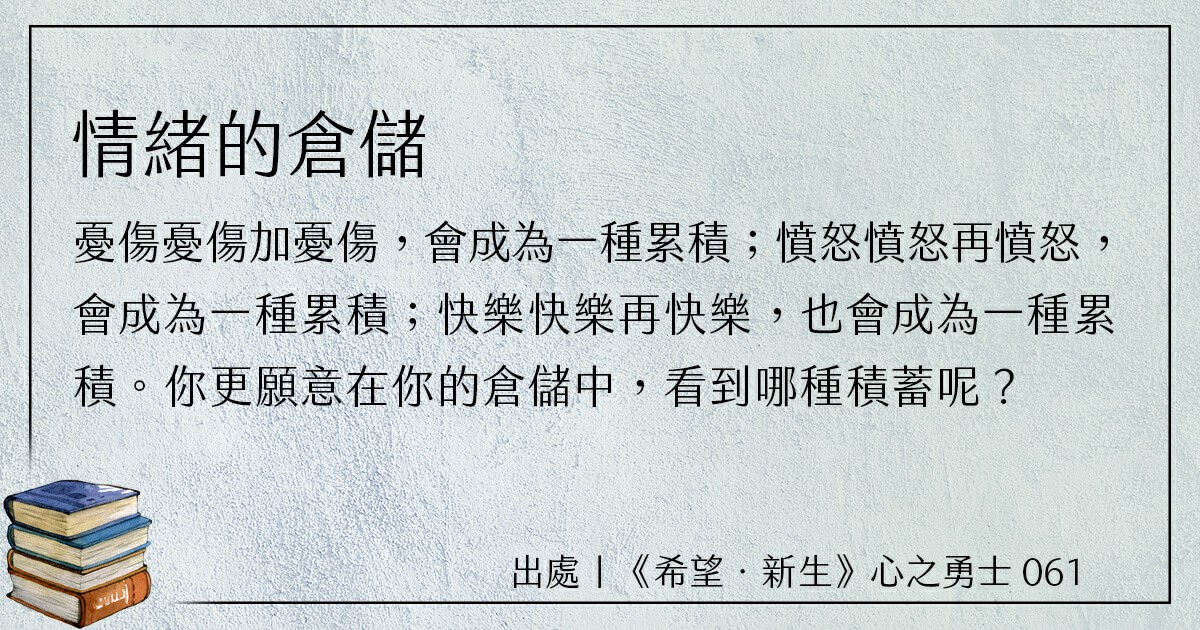 情緒的倉儲
憂傷憂傷加憂傷，會成為一種累積；憤怒憤怒再憤怒，
會成為一種累積；快樂快樂再快樂，也會成為一種累
積。你更願意在你的倉儲中，看到哪種積蓄呢？
出處丨《希望．新生》心之勇士 061